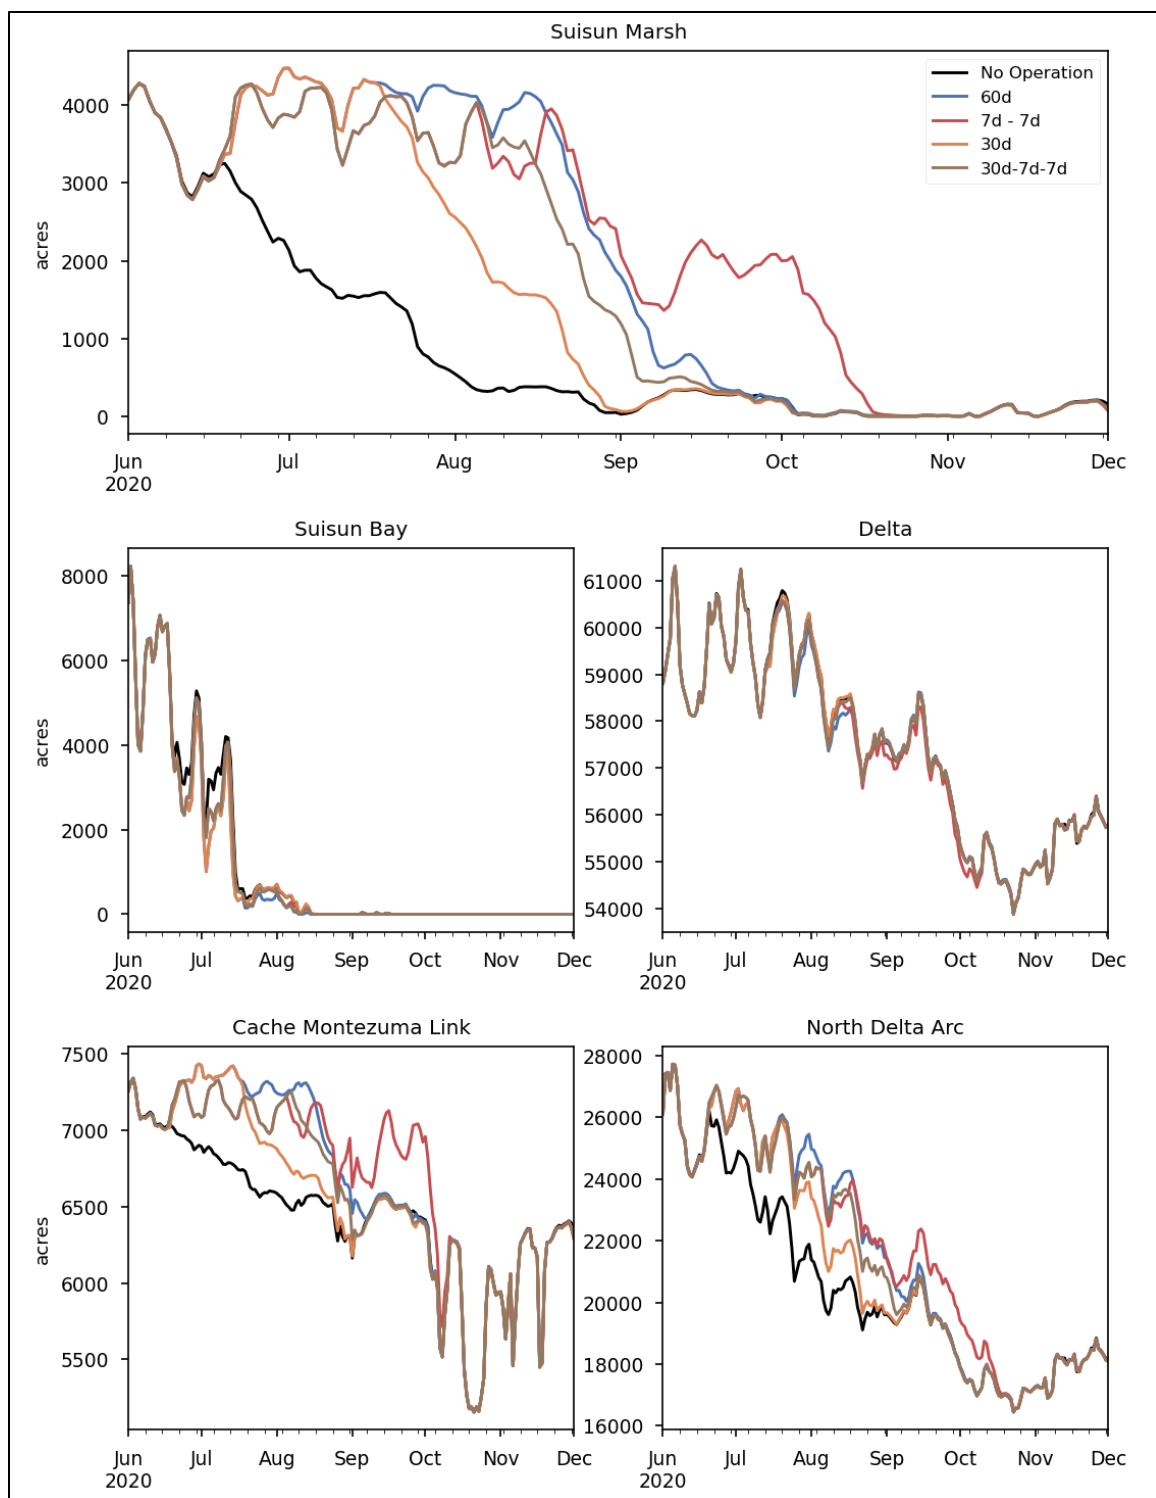 Suisun Marsh
No Operation
60d
7d - 7d
30d
30d-7d-7d
4000
3000
2000
1000
0
acres
Jun Jul Aug Sep Oct Nov Dec
2020
Suisun Bay
8000
6000
4000
2000
0
acres
Jun Jul Aug Sep Oct Nov Dec
2020
Delta
61000
60000
59000
58000
57000
56000
55000
54000
Jun Jul Aug Sep Oct Nov Dec
2020
Cache Montezuma Link
7500
7000
6500
6000
5500
acres
Jun Jul Aug Sep Oct Nov Dec
2020
North Delta Arc
28000
26000
24000
22000
20000
18000
16000
Jun Jul Aug Sep Oct Nov Dec
2020